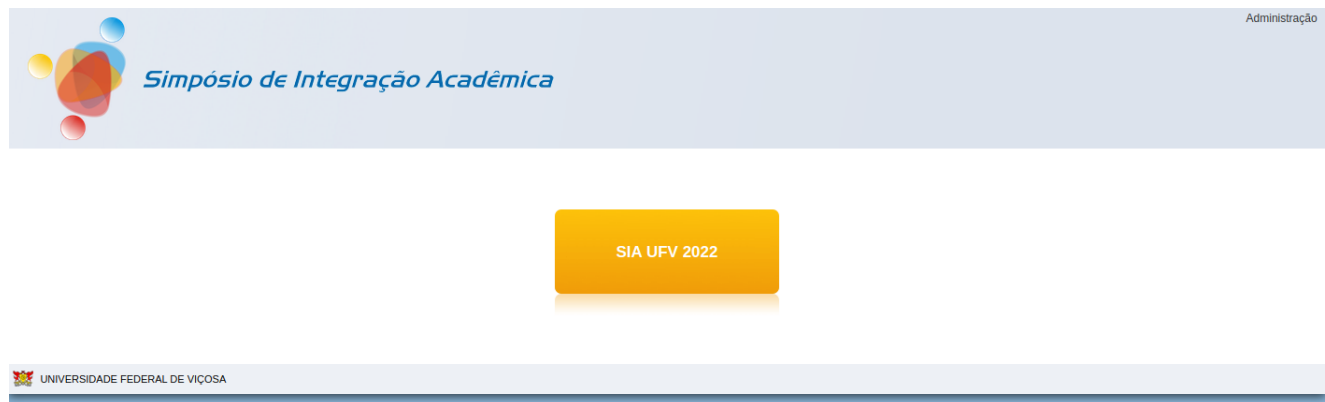 Administração
Simpósio de Integração Acadêmica
SIA UFV 2022
UNIVERSIDADE FEDERAL DE VIÇOSA